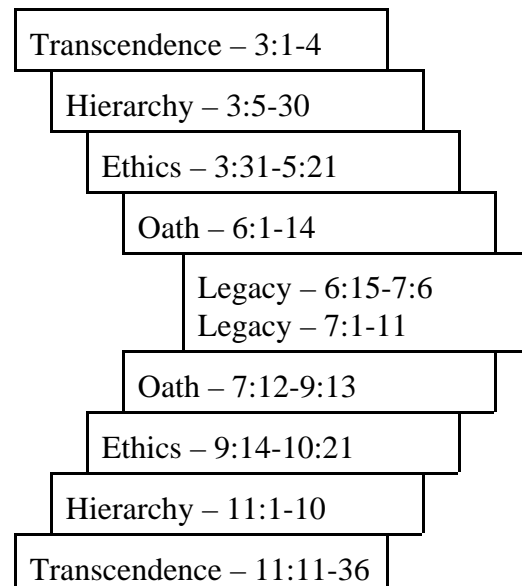 Transcendence – 3:1-4
Hierarchy – 3:5-30
Ethics – 3:31-5:21
Oath – 6:1-14
Legacy – 6:15-7:6
Legacy – 7:1-11
Oath – 7:12-9:13
Ethics – 9:14-10:21
Hierarchy – 11:1-10
Transcendence – 11:11-36